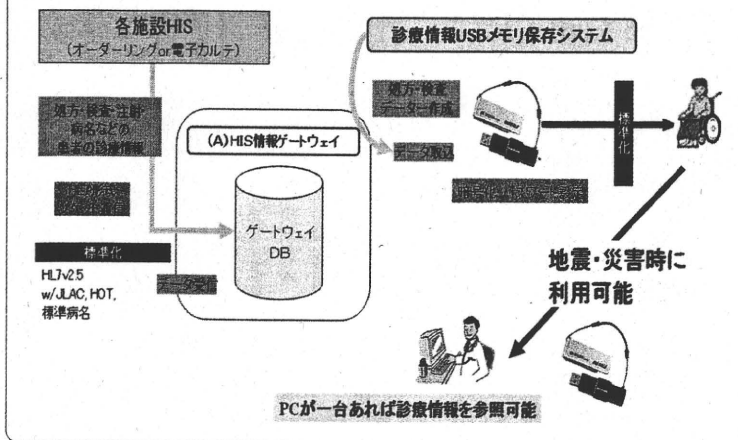 各施設HIS
（オーダーリングor電子カルテ）
診療情報USBメモリ保存システム
処方・検査・注射・
病名などの
患者の診療情報
処方・検査
データー作成
標準化
(A)HIS情報ゲートウェイ
データ取込
ゲートウェイ
DB
標準化
HL7v2.5
w/JLAC, HOT,
標準病名
データ受信
地震・災害時に
利用可能
PCが一台あれば診療情報を参照可能